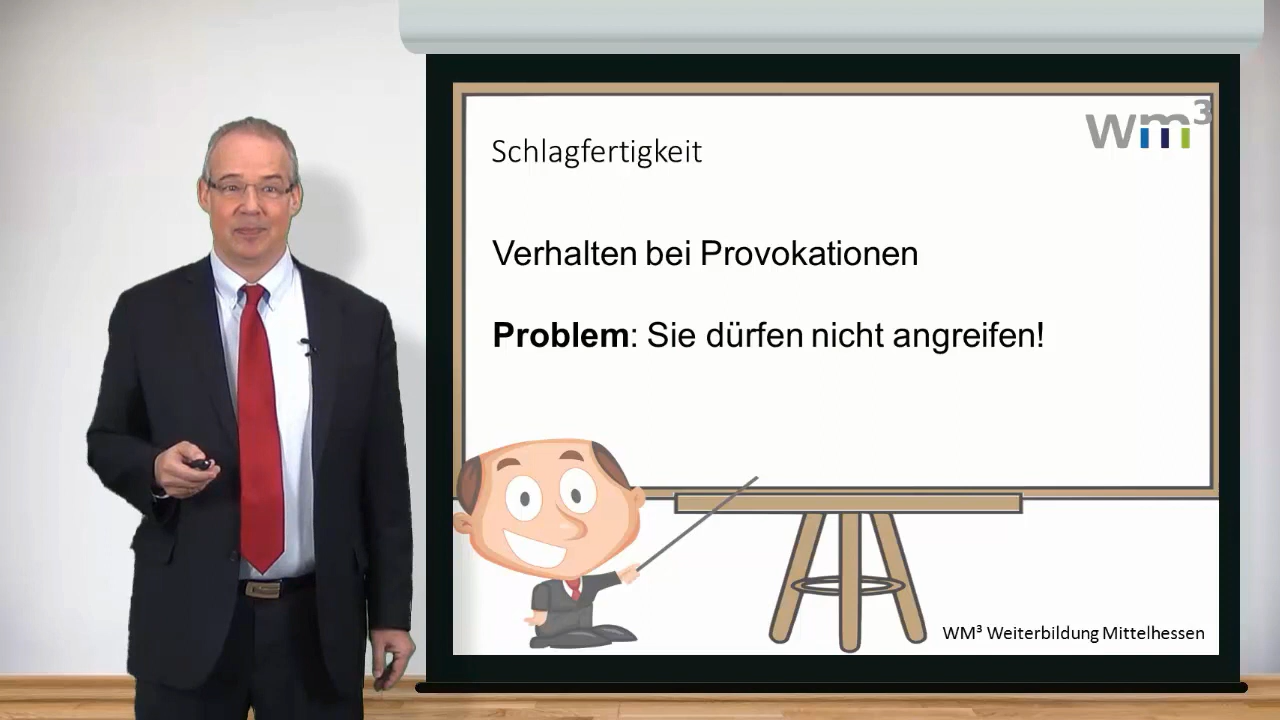 wm³
Schlagfertigkeit
Verhalten bei Provokationen
Problem: Sie dürfen nicht angreifen!
WM³ Weiterbildung Mittelhessen